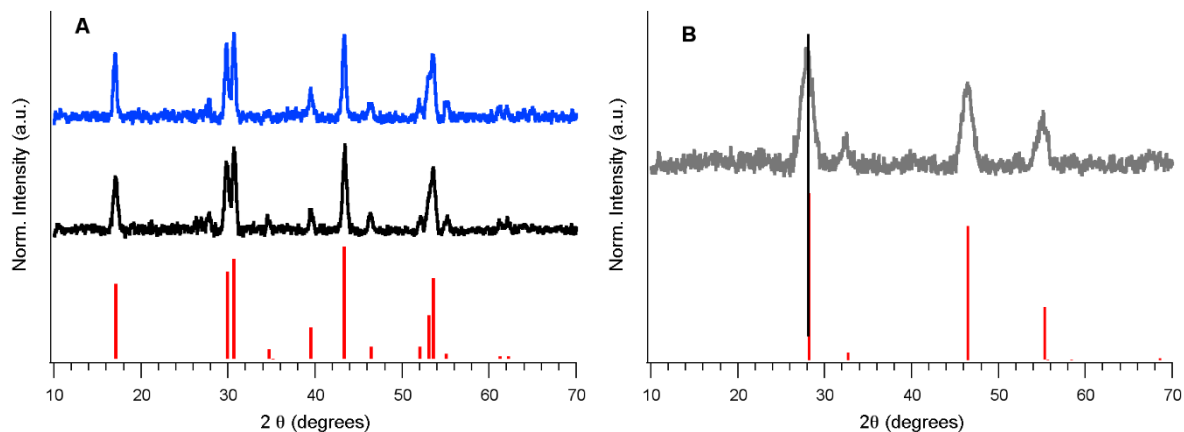 A
Norm. Intensity (a.u.)
10 20 30 40 50 60 70
2 θ (degrees)
B
Norm. Intensity (a.u.)
10 20 30 40 50 60 70
2θ (degrees)